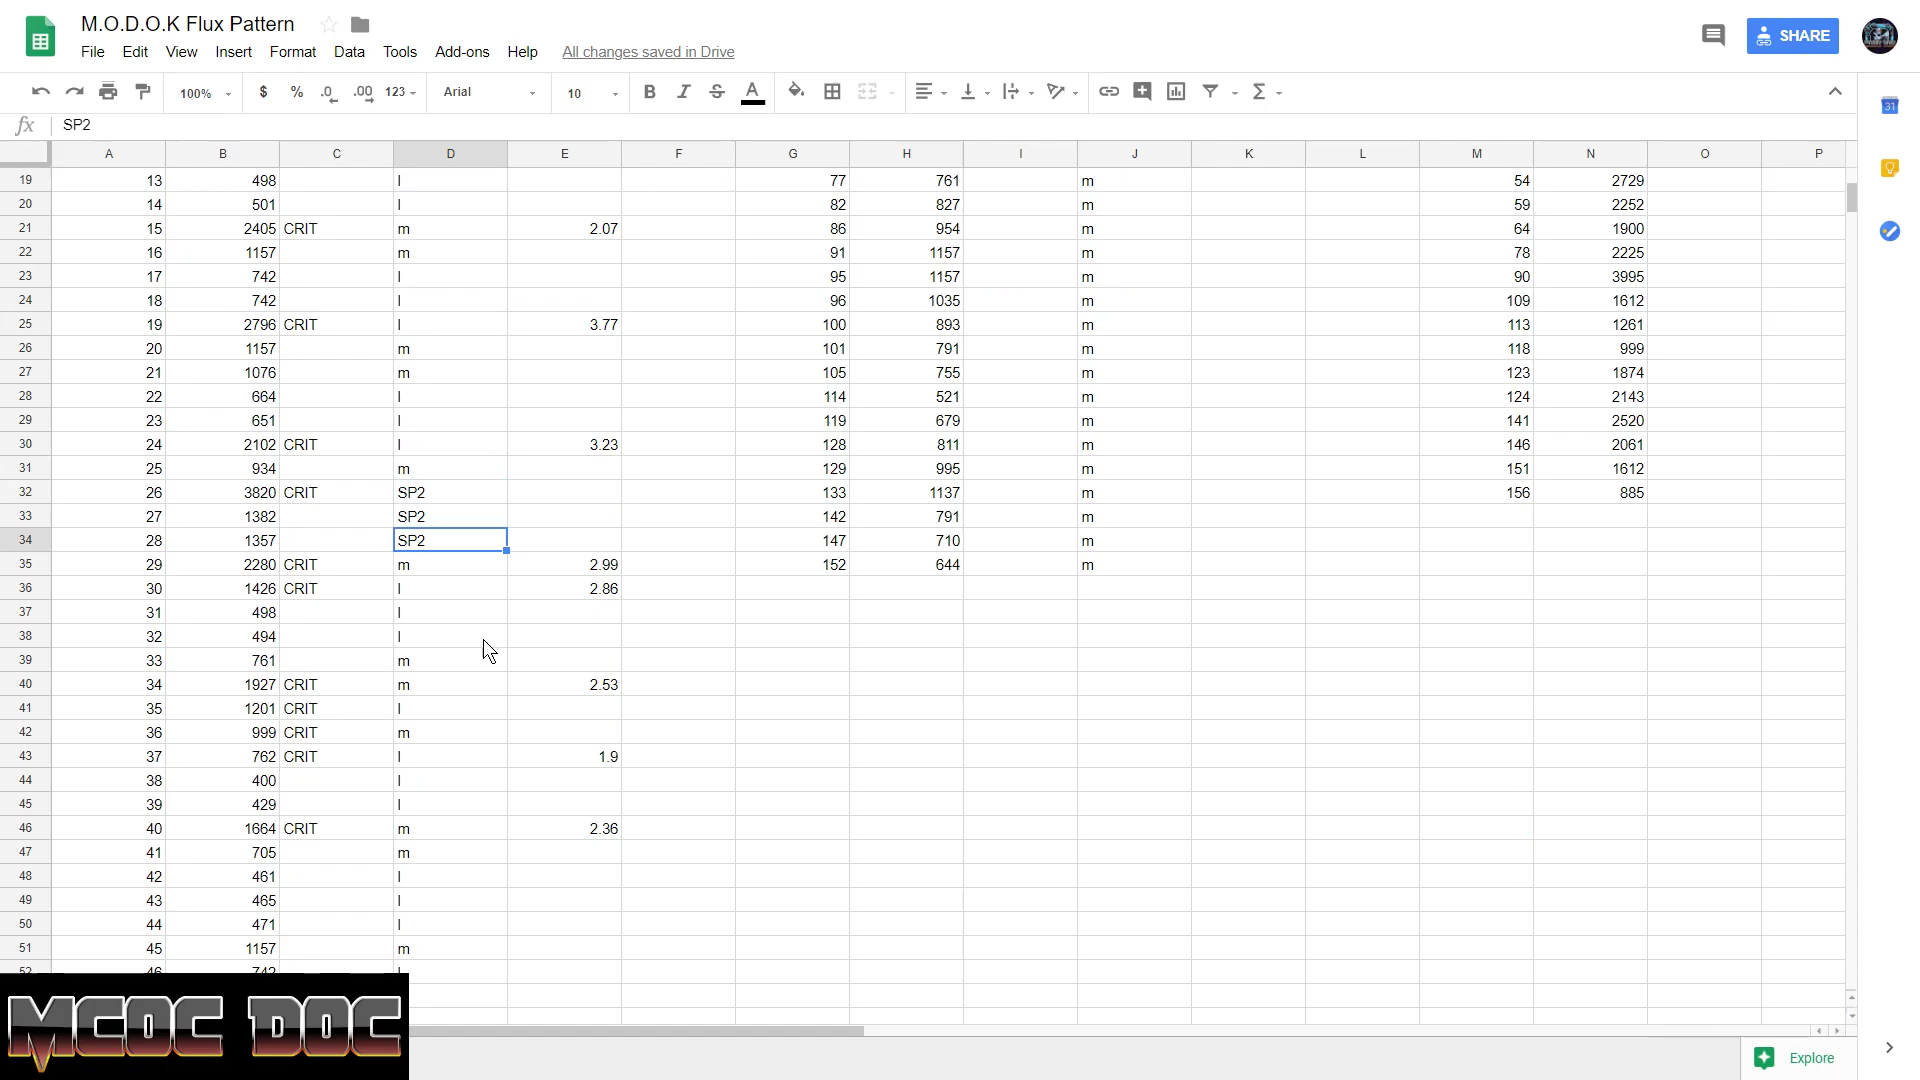 M.O.D.O.K Flux Pattern
File Edit View Insert Format Data Tools Add-ons Help All changes saved in Drive
SHARE
100% $ % .0 .00 123 Arial 10 B I S A Σ
31
fx SP2
A B C D E F G H I J K L M N O P
19 13 498 l 77 761 m 54 2729
20 14 501 l 82 827 m 59 2252
21 15 2405 CRIT m 2.07 86 954 m 64 1900
22 16 1157 m 91 1157 m 78 2225
23 17 742 l 95 1157 m 90 3995
24 18 742 l 96 1035 m 109 1612
25 19 2796 CRIT l 3.77 100 893 m 113 1261
26 20 1157 m 101 791 m 118 999
27 21 1076 m 105 755 m 123 1874
28 22 664 l 114 521 m 124 2143
29 23 651 l 119 679 m 141 2520
30 24 2102 CRIT l 3.23 128 811 m 146 2061
31 25 934 m 129 995 m 151 1612
32 26 3820 CRIT SP2 133 1137 m 156 885
33 27 1382 SP2 142 791 m
34 28 1357 SP2 147 710 m
35 29 2280 CRIT m 2.99 152 644 m
36 30 1426 CRIT l 2.86
37 31 498 l
38 32 494 l
39 33 761 m
40 34 1927 CRIT m 2.53
41 35 1201 CRIT l
42 36 999 CRIT m
43 37 762 CRIT l 1.9
44 38 400 l
45 39 429 l
46 40 1664 CRIT m 2.36
47 41 705 m
48 42 461 l
49 43 465 l
50 44 471 l
51 45 1157 m
52 46 742 l
MCOC DOC
Explore